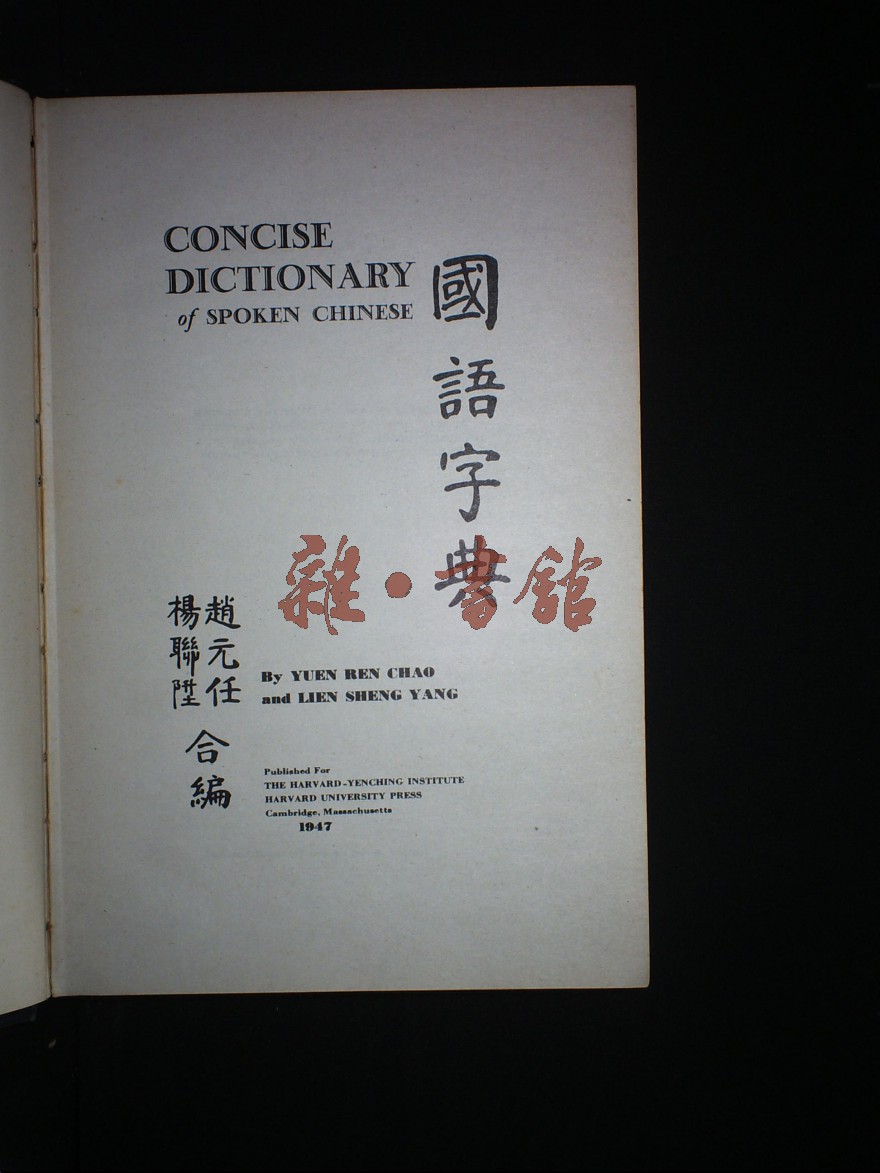 CONCISE
DICTIONARY
of SPOKEN CHINESE
國語字典
雜·書館
趙元任
楊聯陞
合編
By YUEN REN CHAO
and LIEN SHENG YANG
Published For
THE HARVARD-YENCHING INSTITUTE
HARVARD UNIVERSITY PRESS
Cambridge, Massachusetts
1947